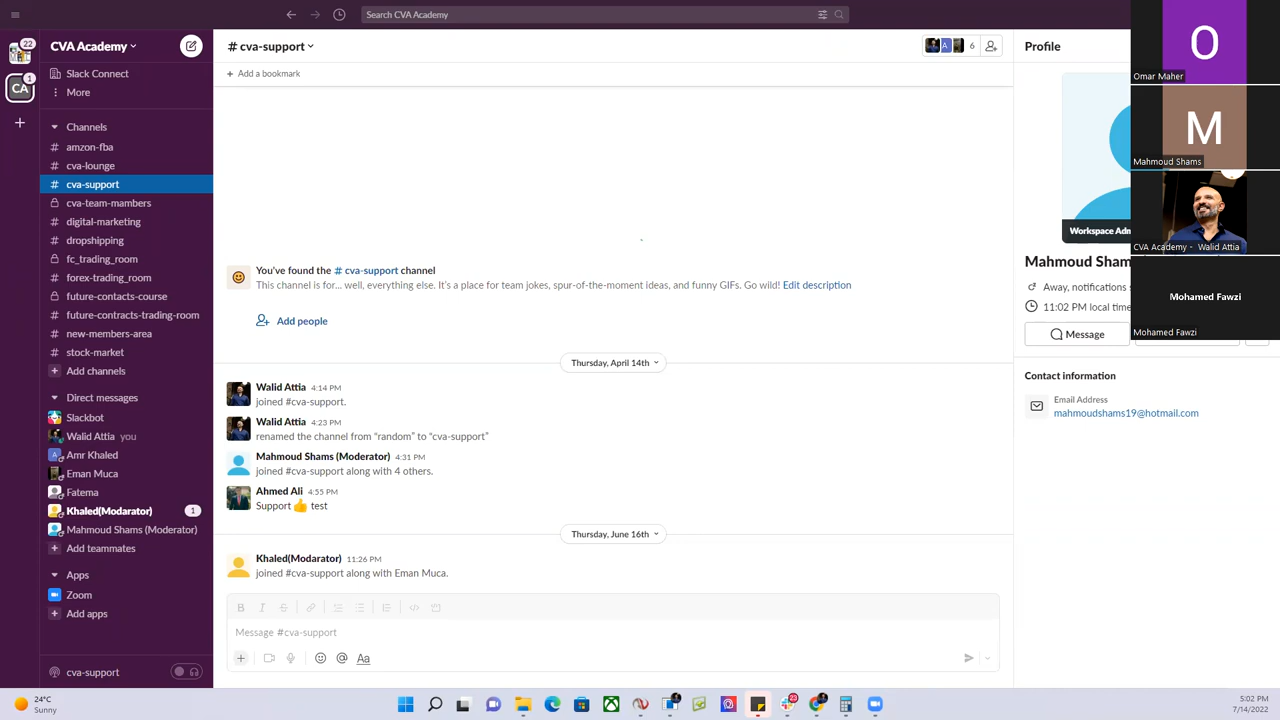 Search CVA Academy
22
CVA Academy
CA
1
Slack Connect
More
Channels
# amzon-fba
# cva-lounge
# cva-support
cva-team-mambers
# digital-marketing
# dropshipping
fc_trading_room
# forex-trading-room
# future-contacts-course
# future-contracts-trading-room
# new-members-area
# stock-market
+ Add channels
Direct messages
Slackbot
Walid Attia you
Amr Khaled
Eman Muca
Fatema
Khaled(Modarator) 1
Mahmoud Shams (Moderator)
+ Add teammates
Apps
Zoom
+ Add apps
cva-support
# cva-support
A
6
+ Add a bookmark
You've found the # cva-support channel
This channel is for... well, everything else. It's a place for team jokes, spur-of-the-moment ideas, and funny GIFs. Go wild! Edit description
Add people
Thursday, April 14th
Walid Attia 4:14 PM
joined #cva-support.
Walid Attia 4:23 PM
renamed the channel from "random" to "cva-support"
Mahmoud Shams (Moderator) 4:31 PM
joined #cva-support along with 4 others.
Ahmed Ali 4:55 PM
Support 👍 test
Thursday, June 16th
Khaled(Modarator) 11:26 PM
joined #cva-support along with Eman Muca.
Message #cva-support
Aa
Profile
Workspace Adm
Mahmoud Sham
Away, notifications
11:02 PM local time
Message
Contact information
Email Address
mahmoudshams19@hotmail.com
O
Omar Maher
M
Mahmoud Shams
CVA Academy - Walid Attia
Mohamed Fawzi
Mohamed Fawzi
24°C
Sunny
23
5:02 PM
7/14/2022